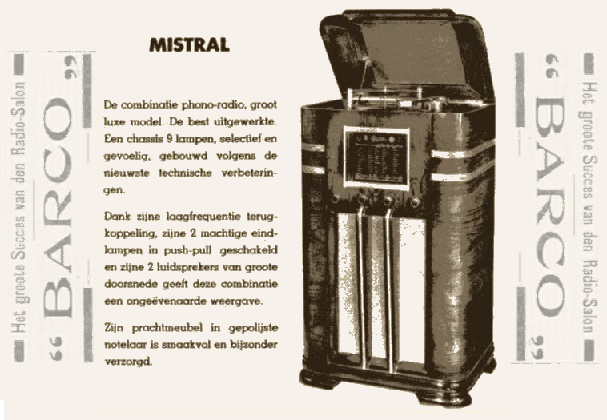 Het groote Succes van den Radio-Salon
"BARCO"
MISTRAL
De combinatie phono-radio, groot
luxe model. De best uitgewerkte.
Een chassis 9 lampen, selectief en
gevoelig, gebouwd volgens de
nieuwste technische verbeterin-
gen.
Dank zijne laagfrequentie terug-
koppeling, zijne 2 machtige eind-
lampen in push-pull geschakeld
en zijne 2 luidsprekers van groote
doorsnede geeft deze combinatie
een ongeëvenaarde weergave.
Zijn prachtmeubel in gepolijste
notelaar is smaakvol en bijzonder
verzorgd.
"BARCO"
Het groote Succes van den Radio-Salon